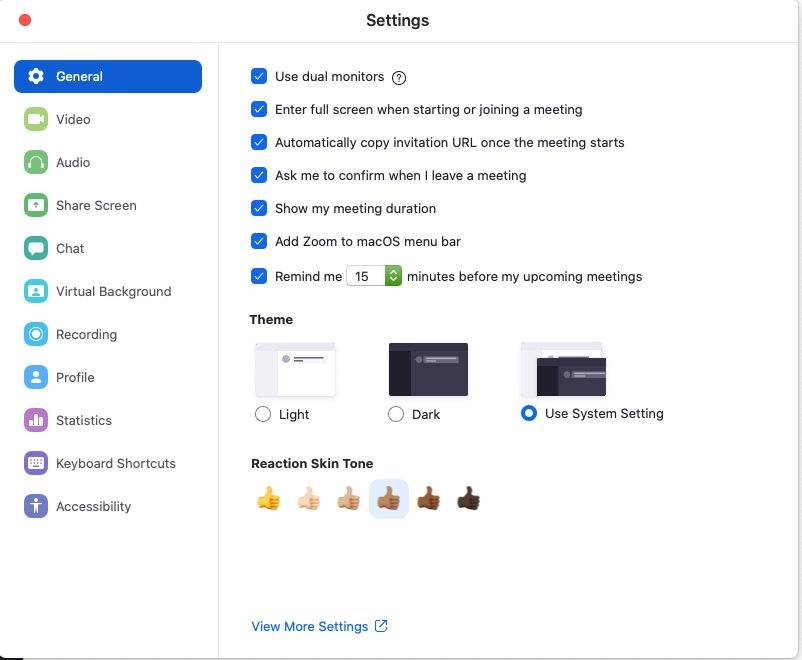 Settings
General
Video
Audio
Share Screen
Chat
Virtual Background
Recording
Profile
Statistics
Keyboard Shortcuts
Accessibility
Use dual monitors ?
Enter full screen when starting or joining a meeting
Automatically copy invitation URL once the meeting starts
Ask me to confirm when I leave a meeting
Show my meeting duration
Add Zoom to macOS menu bar
Remind me 15 minutes before my upcoming meetings
Theme
Light Dark Use System Setting
Reaction Skin Tone
View More Settings